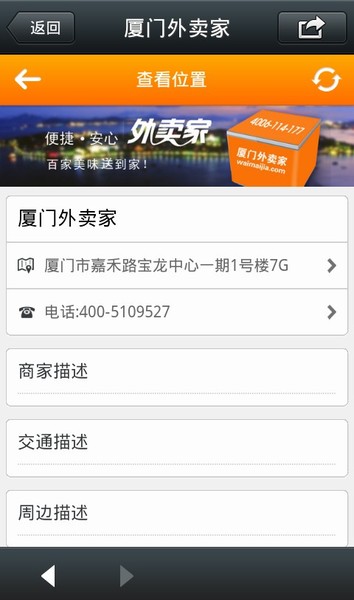 返回
厦门外卖家
查看位置
便捷·安心 外卖家
百家美味送到家！
4006-114-177
厦门外卖家
waimaijia.com
厦门外卖家
厦门市嘉禾路宝龙中心一期1号楼7G
电话:400-5109527
商家描述
交通描述
周边描述